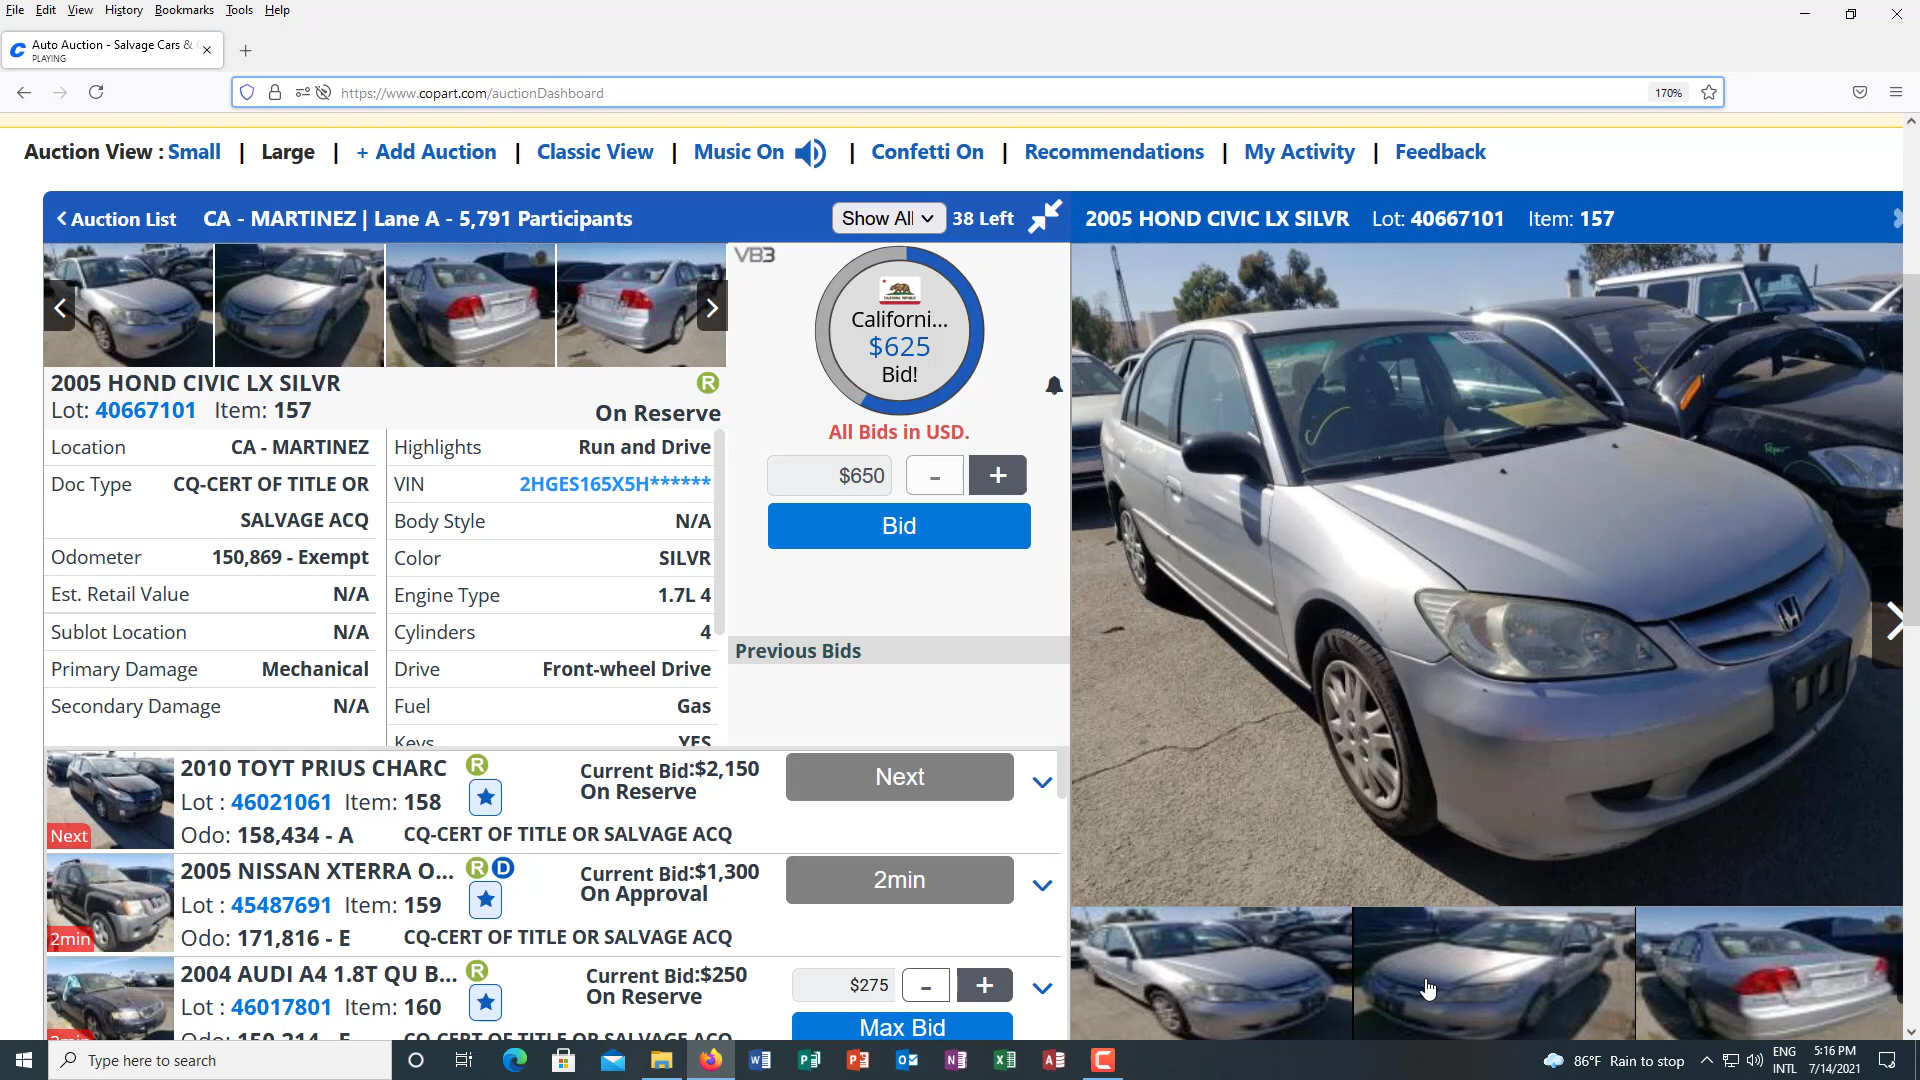 File Edit View History Bookmarks Tools Help
Auto Auction - Salvage Cars &
PLAYING
https://www.copart.com/auctionDashboard
170%
Auction View : Small | Large | + Add Auction | Classic View | Music On | Confetti On | Recommendations | My Activity | Feedback
Auction List CA - MARTINEZ | Lane A - 5,791 Participants Show All 38 Left
2005 HOND CIVIC LX SILVR Lot: 40667101 Item: 157
VB3
Californi...
$625
Bid!
All Bids in USD.
$650 - +
Bid
Previous Bids
2005 HOND CIVIC LX SILVR R
Lot: 40667101 Item: 157 On Reserve
Location CA - MARTINEZ
Doc Type CQ-CERT OF TITLE OR
SALVAGE ACQ
Odometer 150,869 - Exempt
Est. Retail Value N/A
Sublot Location N/A
Primary Damage Mechanical
Secondary Damage N/A
Highlights Run and Drive
VIN 2HGES165X5H******
Body Style N/A
Color SILVR
Engine Type 1.7L 4
Cylinders 4
Drive Front-wheel Drive
Fuel Gas
Keys YES
2010 TOYT PRIUS CHARC R Current Bid:$2,150 Next
Lot : 46021061 Item: 158 On Reserve
Next Odo: 158,434 - A CQ-CERT OF TITLE OR SALVAGE ACQ
2005 NISSAN XTERRA O... R D Current Bid:$1,300 2min
Lot : 45487691 Item: 159 On Approval
2min Odo: 171,816 - E CQ-CERT OF TITLE OR SALVAGE ACQ
2004 AUDI A4 1.8T QU B... R Current Bid:$250 $275 - +
Lot : 46017801 Item: 160 On Reserve Max Bid
Type here to search
86°F Rain to stop
ENG
INTL
5:16 PM
7/14/2021